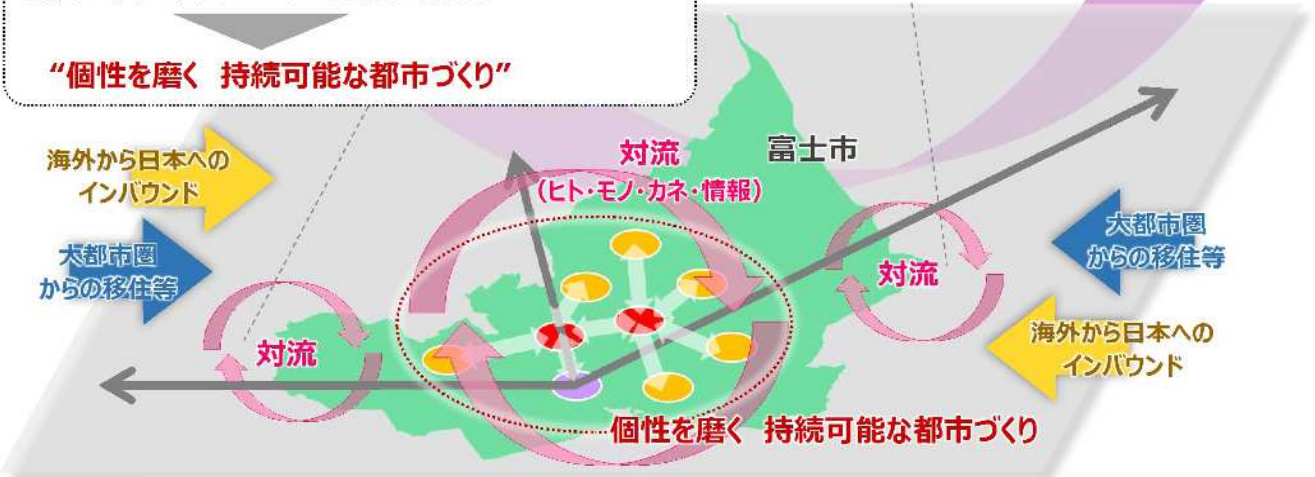 “個性を磨く 持続可能な都市づくり”
海外から日本への
インバウンド
大都市圏
からの移住等
対流
(ヒト・モノ・カネ・情報)
富士市
対流
対流
大都市圏
からの移住等
海外から日本への
インバウンド
個性を磨く 持続可能な都市づくり